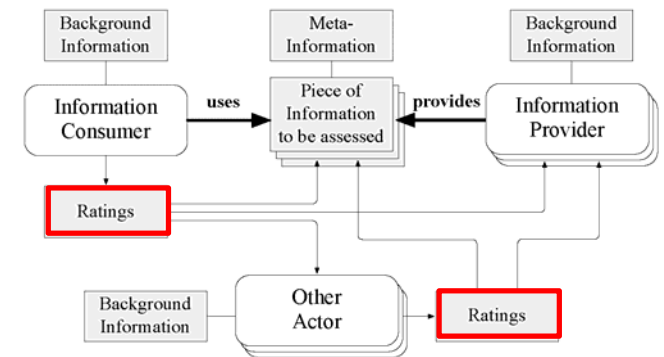 Background
Information
Meta-
Information
Background
Information
Information
Consumer
uses
Piece of
Information
to be assessed
provides
Information
Provider
Ratings
Background
Information
Other
Actor
Ratings